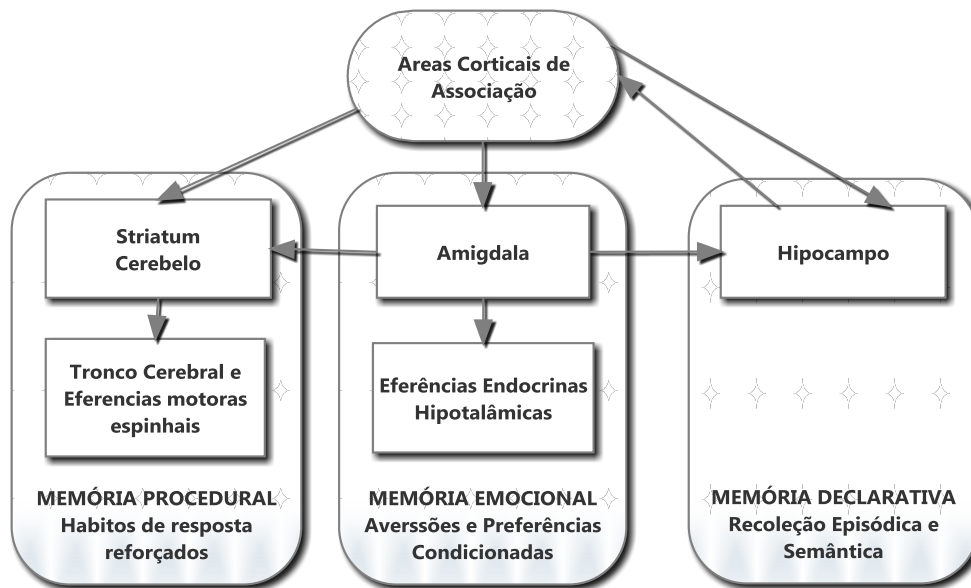 Areas Corticais de
Associação
Striatum
Cerebelo
Amigdala
Hipocampo
Tronco Cerebral e
Eferencias motoras
espinhais
Eferências Endocrinas
Hipotalâmicas
MEMÓRIA PROCEDURAL
Habitos de resposta
reforçados
MEMÓRIA EMOCIONAL
Averssões e Preferências
Condicionadas
MEMÓRIA DECLARATIVA
Recoleção Episódica e
Semântica